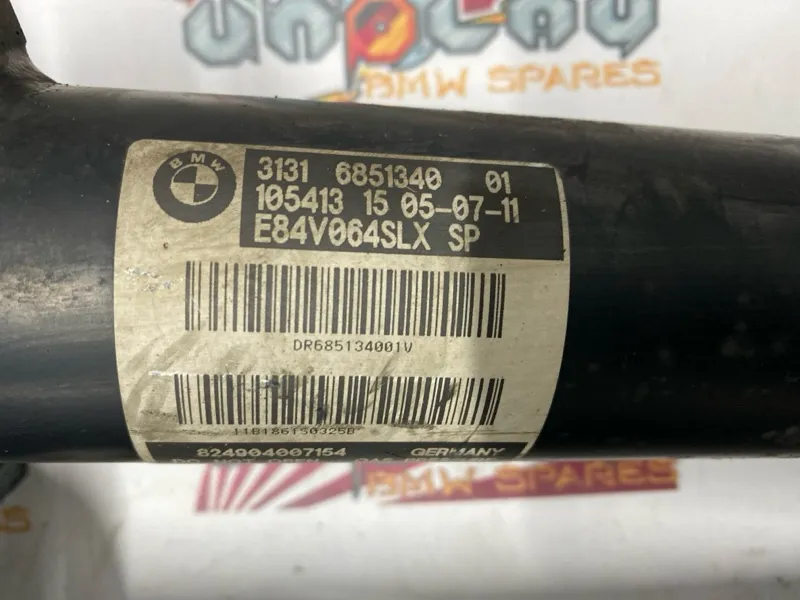 BMW SPARES
BMW
3131 6851340 01
105413 15 05-07-11
E84V064SLX SP
DR685134001V
824904007154 GERMANY
BMW SPARES